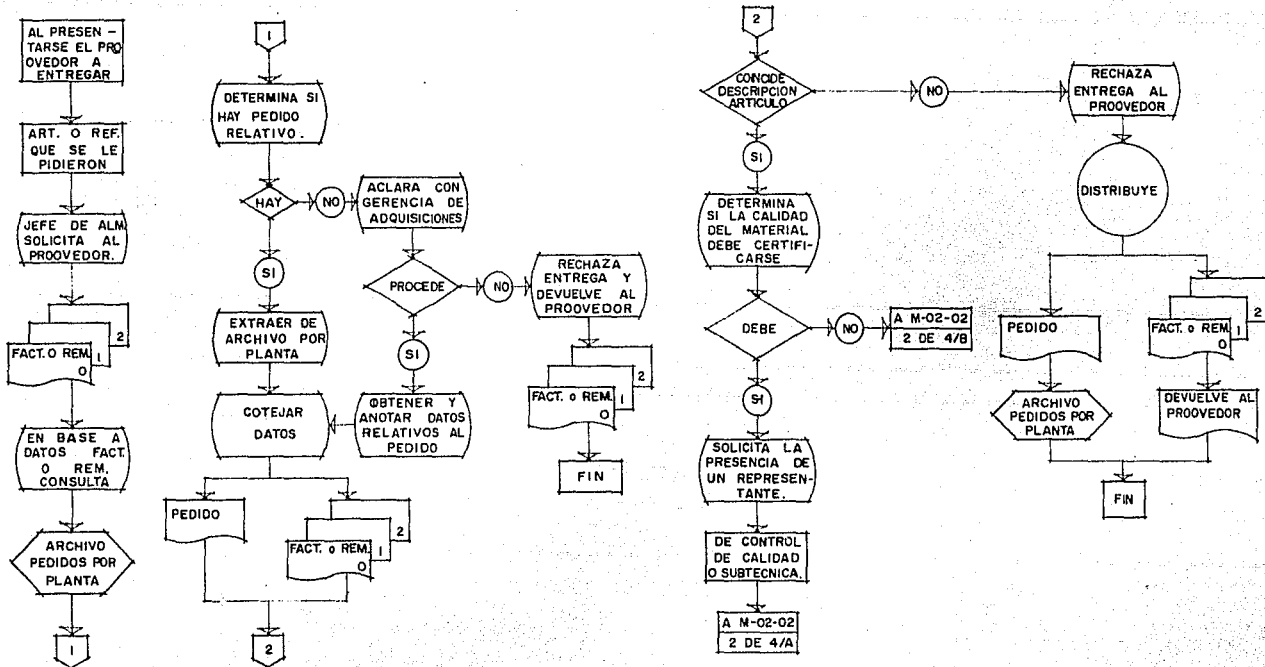 AL PRESEN-
TARSE EL PRO
OVEDOR A
ENTREGAR
ART. O REF.
QUE SE LE
PIDIERON
JEFE DE ALM.
SOLICITA AL
PROOVEDOR.
2
1
FACT. O REM.
0
EN BASE A
DATOS FACT.
O REM.
CONSULTA
ARCHIVO
PEDIDOS POR
PLANTA
1
1
DETERMINA SI
HAY PEDIDO
RELATIVO.
HAY
NO
ACLARA CON
GERENCIA DE
ADQUISICIONES
SI
PROCEDE
NO
RECHAZA
ENTREGA Y
DEVUELVE AL
PROOVEDOR
EXTRAER DE
ARCHIVO POR
PLANTA
SI
2
1
FACT. o REM.
0
COTEJAR
DATOS
OBTENER Y
ANOTAR DATOS
RELATIVOS AL
PEDIDO
FIN
PEDIDO
2
1
FACT. o REM.
0
2
2
COINCIDE
DESCRIPCION
ARTICULO
NO
RECHAZA
ENTREGA AL
PROOVEDOR
SI
DISTRIBUYE
DETERMINA
SI LA CALIDAD
DEL MATERIAL
DEBE CERTIFI-
CARSE
DEBE
NO
A M-02-02
2 DE 4/B
PEDIDO
2
1
FACT. o REM.
0
SI
ARCHIVO
PEDIDOS POR
PLANTA
DEVUELVE AL
PROOVEDOR
SOLICITA LA
PRESENCIA DE
UN REPRESEN-
TANTE.
FIN
DE CONTROL
DE CALIDAD
O SUBTECNICA.
A M-02-02
2 DE 4/A